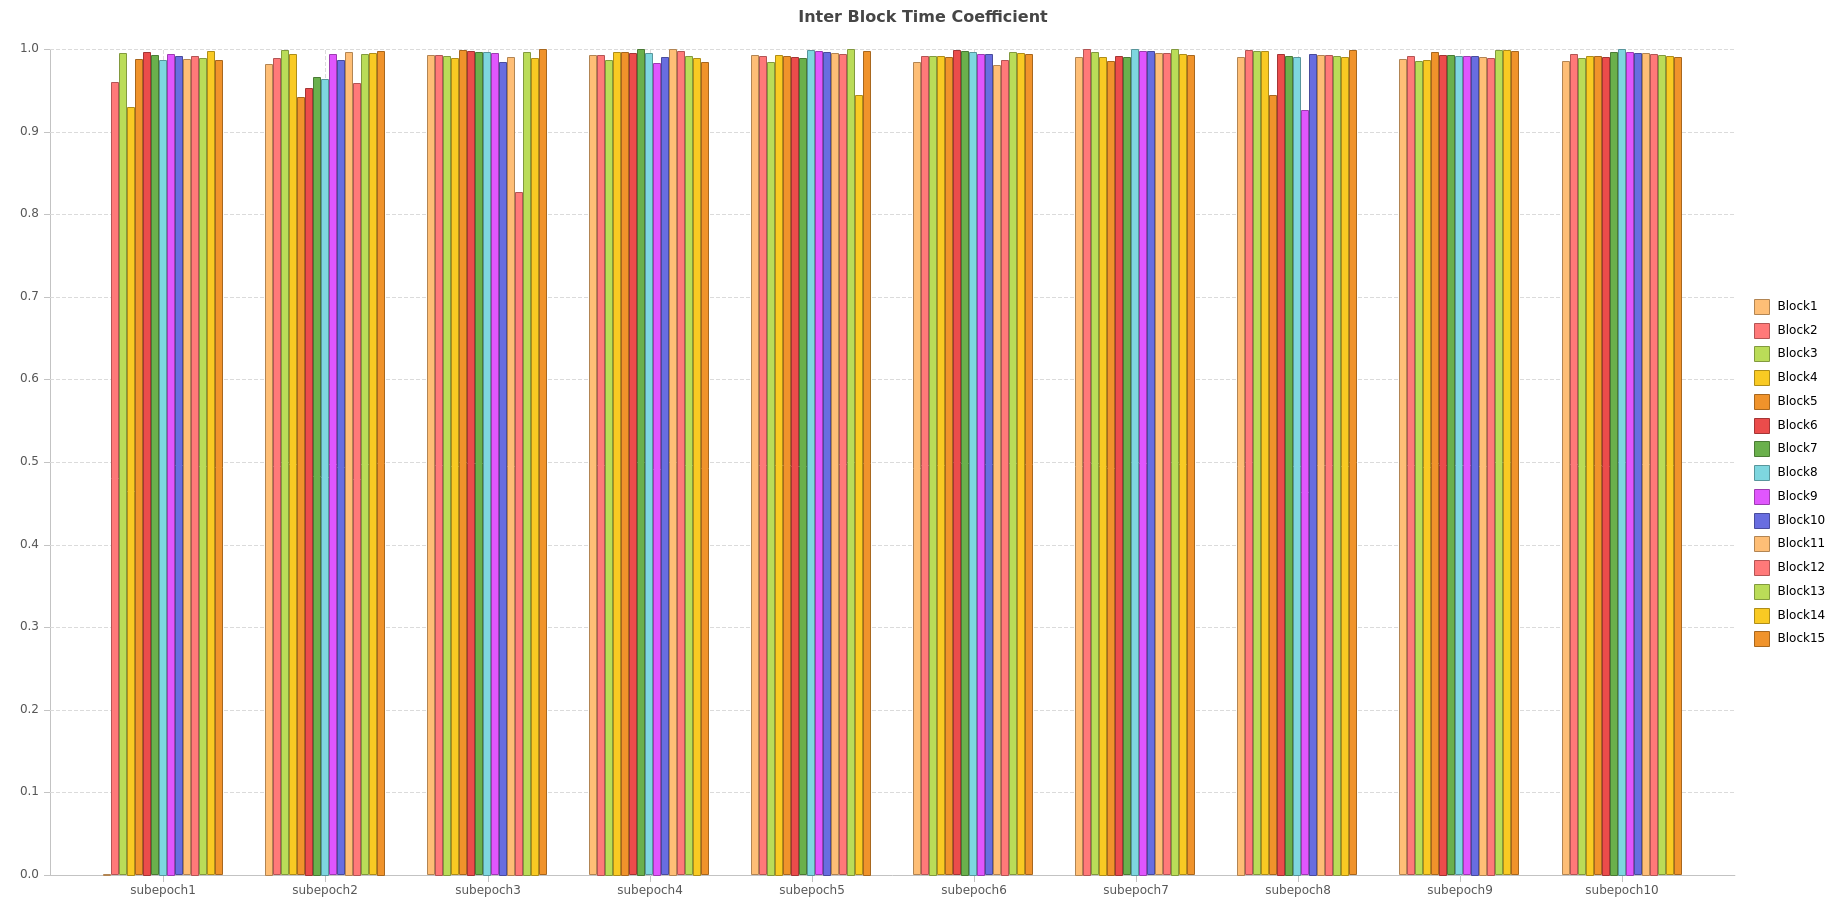 Inter Block Time Coefficient
1.0
0.9
0.8
0.7
0.6
0.5
0.4
0.3
0.2
0.1
0.0
subepoch1 subepoch2 subepoch3 subepoch4 subepoch5 subepoch6 subepoch7 subepoch8 subepoch9 subepoch10
Block1
Block2
Block3
Block4
Block5
Block6
Block7
Block8
Block9
Block10
Block11
Block12
Block13
Block14
Block15